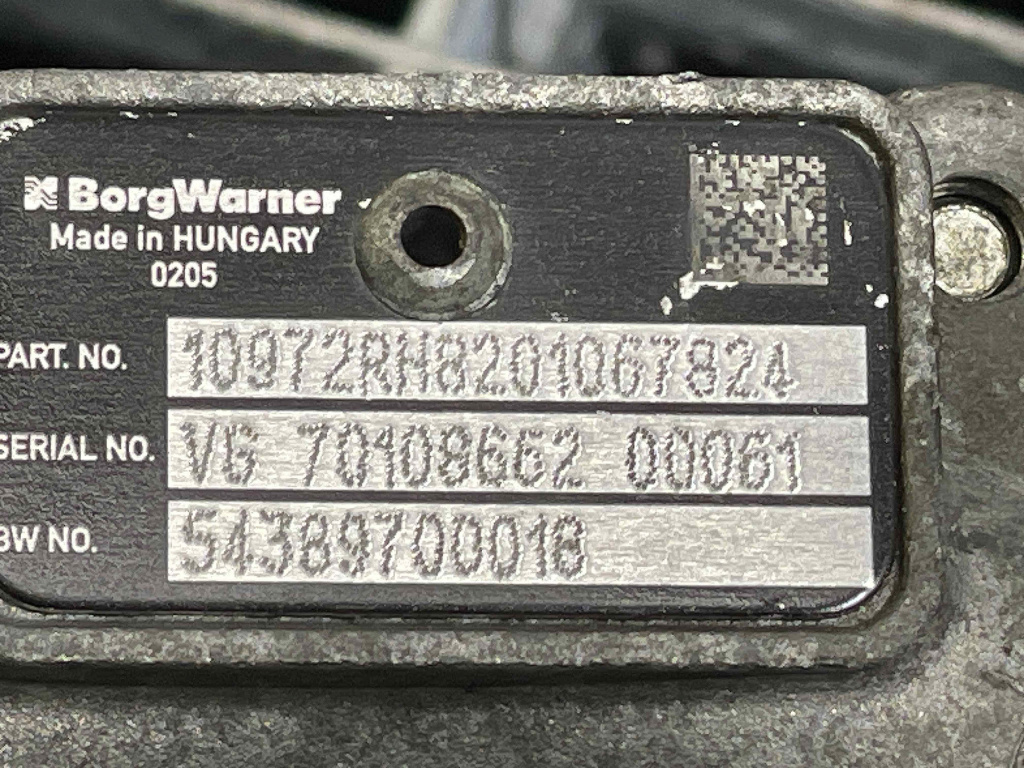 BorgWarner
Made in HUNGARY
0205
PART. NO. 10972RH8201067824
SERIAL NO. VG 70108662 00061
BW NO. 54389700018